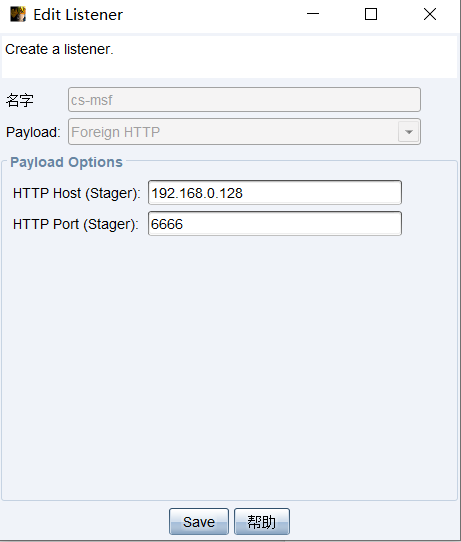 Edit Listener
Create a listener.
名字 cs-msf
Payload: Foreign HTTP
Payload Options
HTTP Host (Stager): 192.168.0.128
HTTP Port (Stager): 6666
Save 帮助